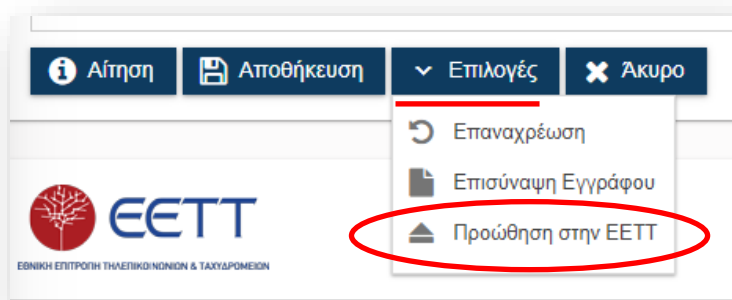 Αίτηση
Αποθήκευση
Επιλογές
Άκυρο
Επαναχρέωση
Επισύναψη Εγγράφου
Προώθηση στην ΕΕΤΤ
ΕΕΤΤ
ΕΘΝΙΚΗ ΕΠΙΤΡΟΠΗ ΤΗΛΕΠΙΚΟΙΝΩΝΙΩΝ & ΤΑΧΥΔΡΟΜΕΙΩΝ